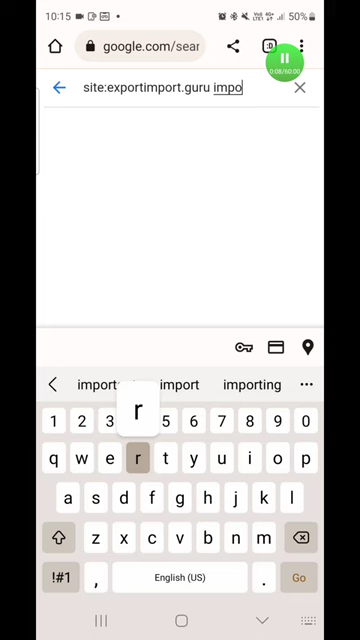 10:15
50%
google.com/sear
:D
0:08/60:00
site:exportimport.guru impo
import
import
importing
r
1 2 3 5 6 7 8 9 0
q w e r t y u i o p
a s d f g h j k l
z x c v b n m
!#1 , English (US) . Go